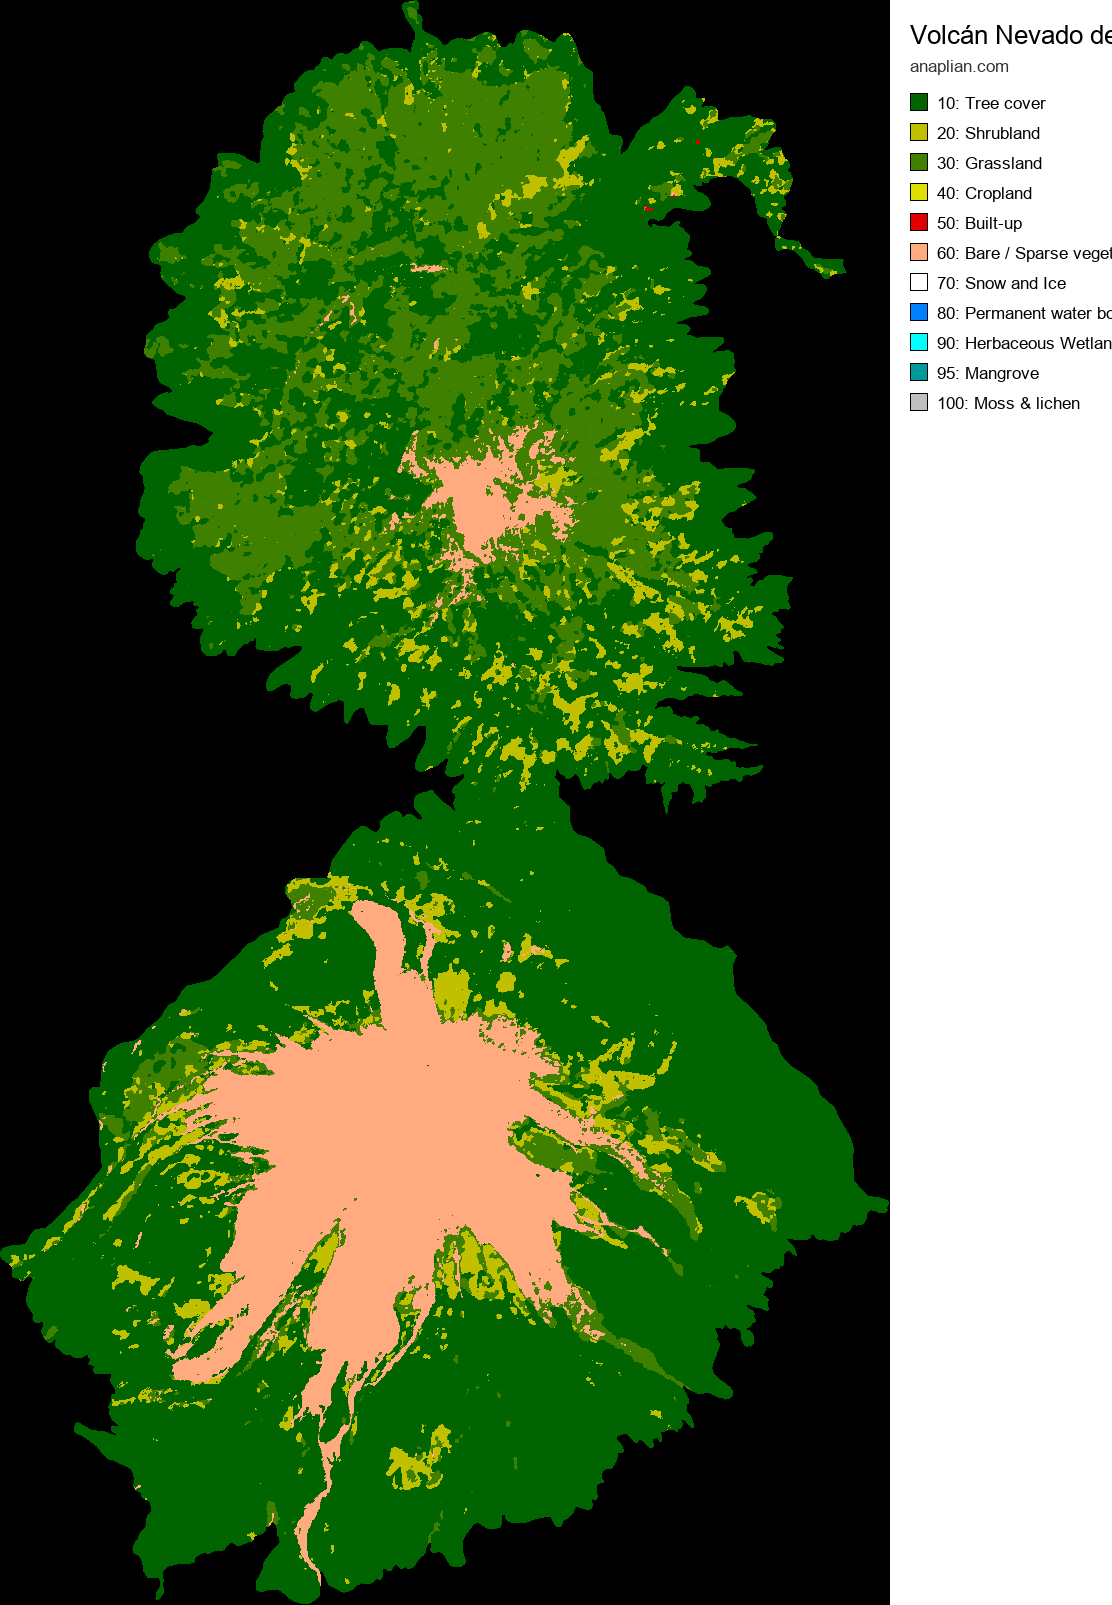 Volcán Nevado de
anaplian.com
10: Tree cover
20: Shrubland
30: Grassland
40: Cropland
50: Built-up
60: Bare / Sparse veget
70: Snow and Ice
80: Permanent water bo
90: Herbaceous Wetlan
95: Mangrove
100: Moss & lichen